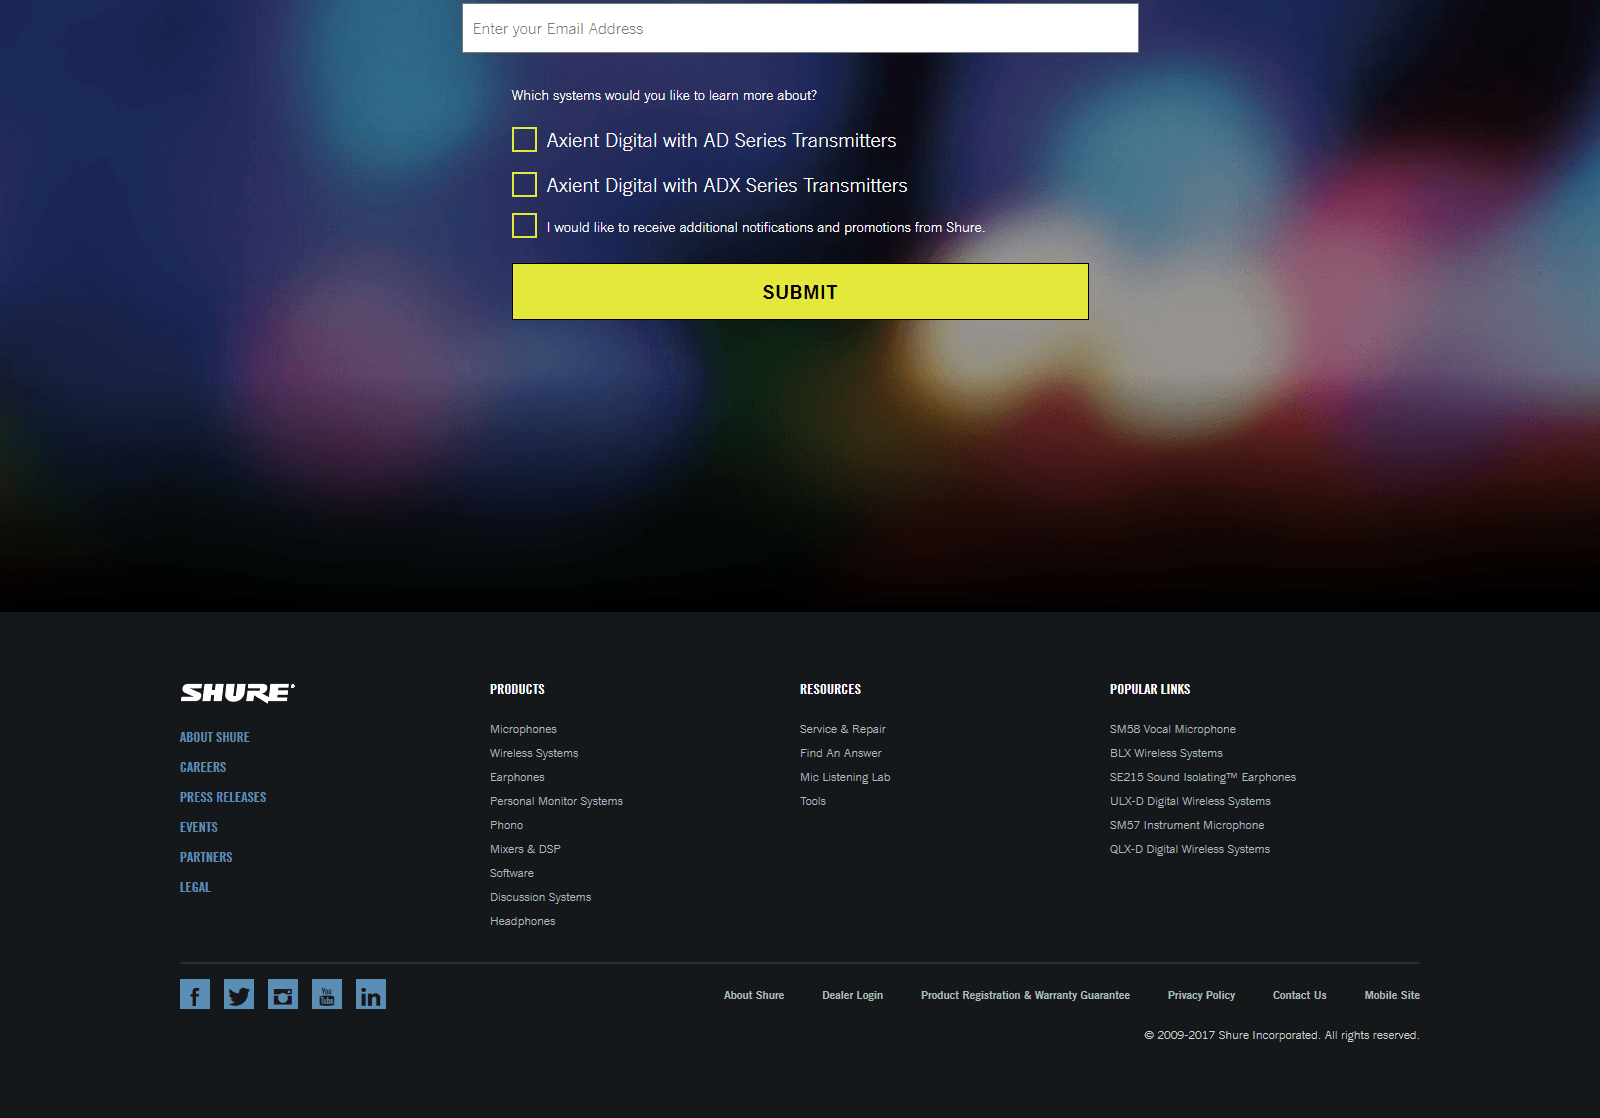 Enter your Email Address
Which systems would you like to learn more about?
Axient Digital with AD Series Transmitters
Axient Digital with ADX Series Transmitters
I would like to receive additional notifications and promotions from Shure.
SUBMIT
SHURE
ABOUT SHURE
CAREERS
PRESS RELEASES
EVENTS
PARTNERS
LEGAL
PRODUCTS
Microphones
Wireless Systems
Earphones
Personal Monitor Systems
Phono
Mixers & DSP
Software
Discussion Systems
Headphones
RESOURCES
Service & Repair
Find An Answer
Mic Listening Lab
Tools
POPULAR LINKS
SM58 Vocal Microphone
BLX Wireless Systems
SE215 Sound Isolating™ Earphones
ULX-D Digital Wireless Systems
SM57 Instrument Microphone
QLX-D Digital Wireless Systems
f
You
Tube
in
About Shure
Dealer Login
Product Registration & Warranty Guarantee
Privacy Policy
Contact Us
Mobile Site
© 2009-2017 Shure Incorporated. All rights reserved.